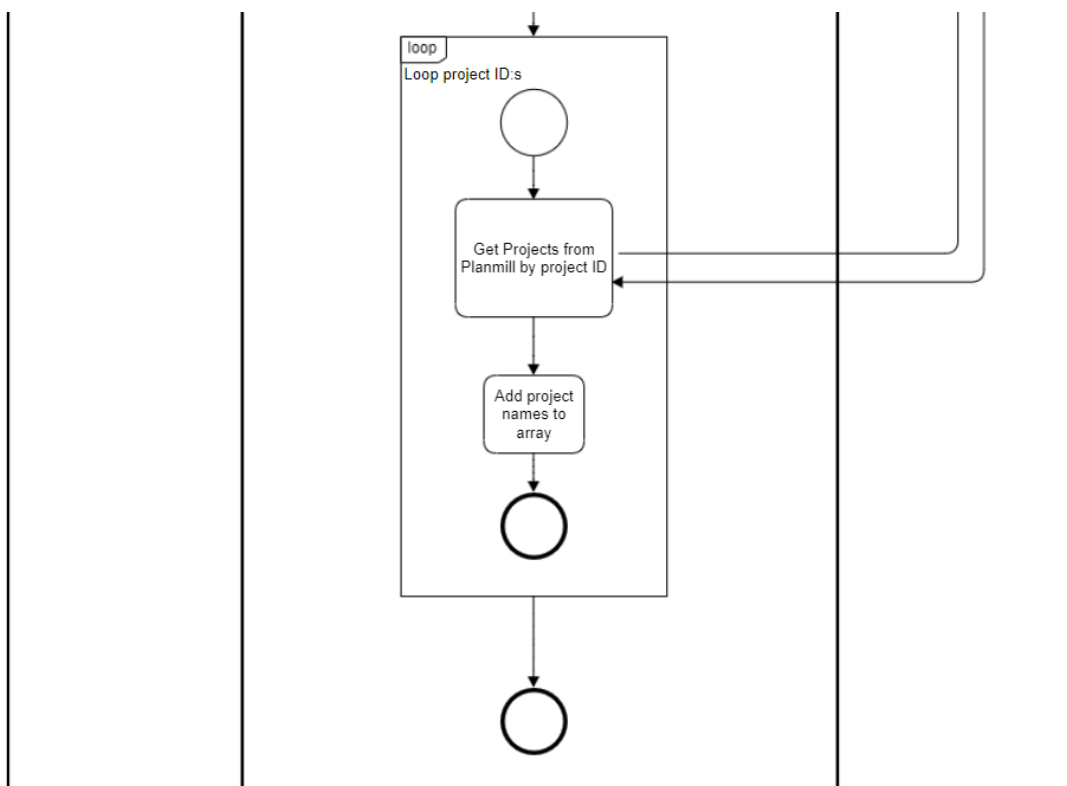 loop
Loop project ID:s
Get Projects from
Planmill by project ID
Add project
names to
array